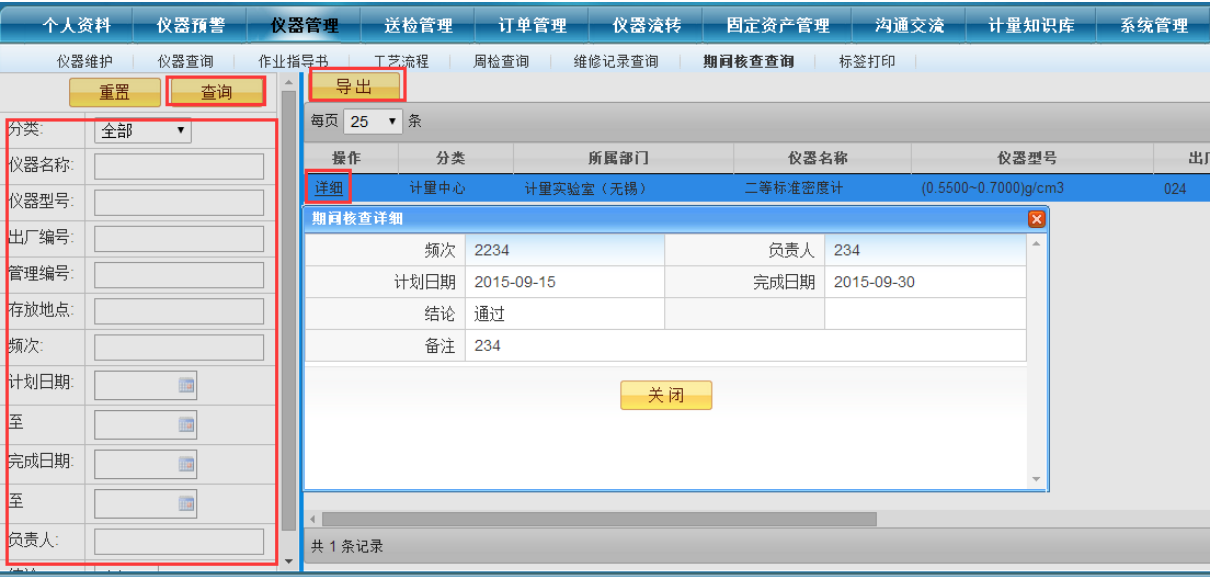 个人资料 仪器预警 仪器管理 送检管理 订单管理 仪器流转 固定资产管理 沟通交流 计量知识库 系统管理
仪器维护 仪器查询 作业指导书 工艺流程 周检查询 维修记录查询 期间核查查询 标签打印
重置 查询
分类: 全部
仪器名称:
仪器型号:
出厂编号:
管理编号:
存放地点:
频次:
计划日期:
至
完成日期:
至
负责人:
导出
每页 25 条
操作 分类 所属部门 仪器名称 仪器型号
详细 计量中心 计量实验室（无锡） 二等标准密度计 (0.5500~0.7000)g/cm3 024
期间核查详细
频次 2234 负责人 234
计划日期 2015-09-15 完成日期 2015-09-30
结论 通过
备注 234
关闭
共 1 条记录